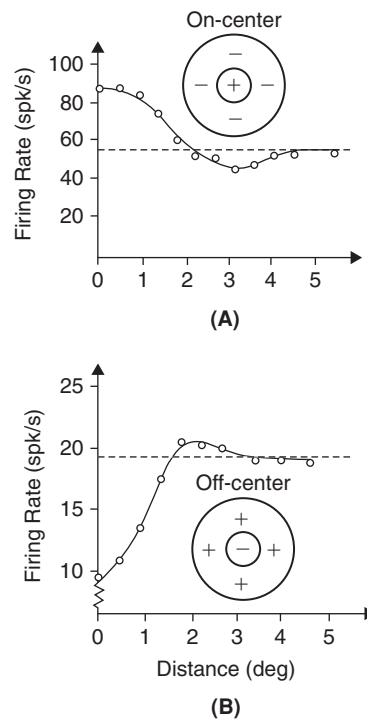 On-center
100
80
60
40
20
Firing Rate (spk/s)
+
−
− −
−
0 1 2 3 4 5
(A)
25
20
15
10
Firing Rate (spk/s)
Off-center
+
+ − +
+
0 1 2 3 4 5
Distance (deg)
(B)